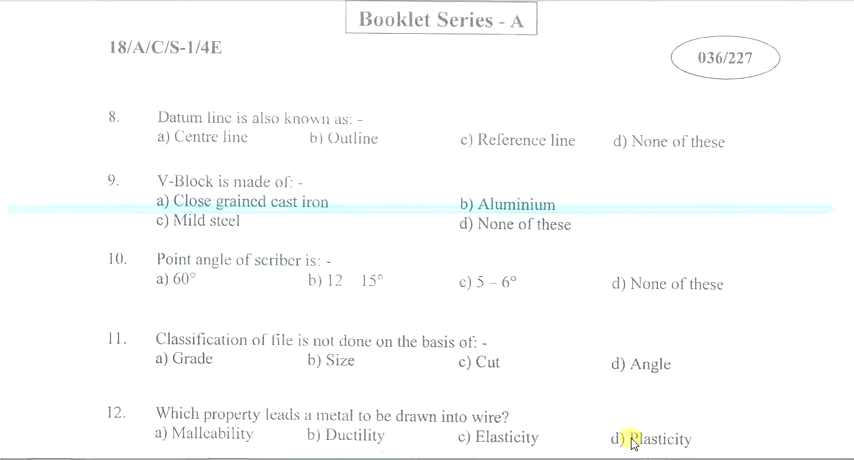 Booklet Series - A
18/A/C/S-1/4E
036/227
8. Datum line is also known as: -
a) Centre line b) Outline c) Reference line d) None of these
9. V-Block is made of: -
a) Close grained cast iron b) Aluminium
c) Mild steel d) None of these
10. Point angle of scriber is: -
a) 60° b) 12 15° c) 5 – 6° d) None of these
11. Classification of file is not done on the basis of: -
a) Grade b) Size c) Cut d) Angle
12. Which property leads a metal to be drawn into wire?
a) Malleability b) Ductility c) Elasticity d) Plasticity